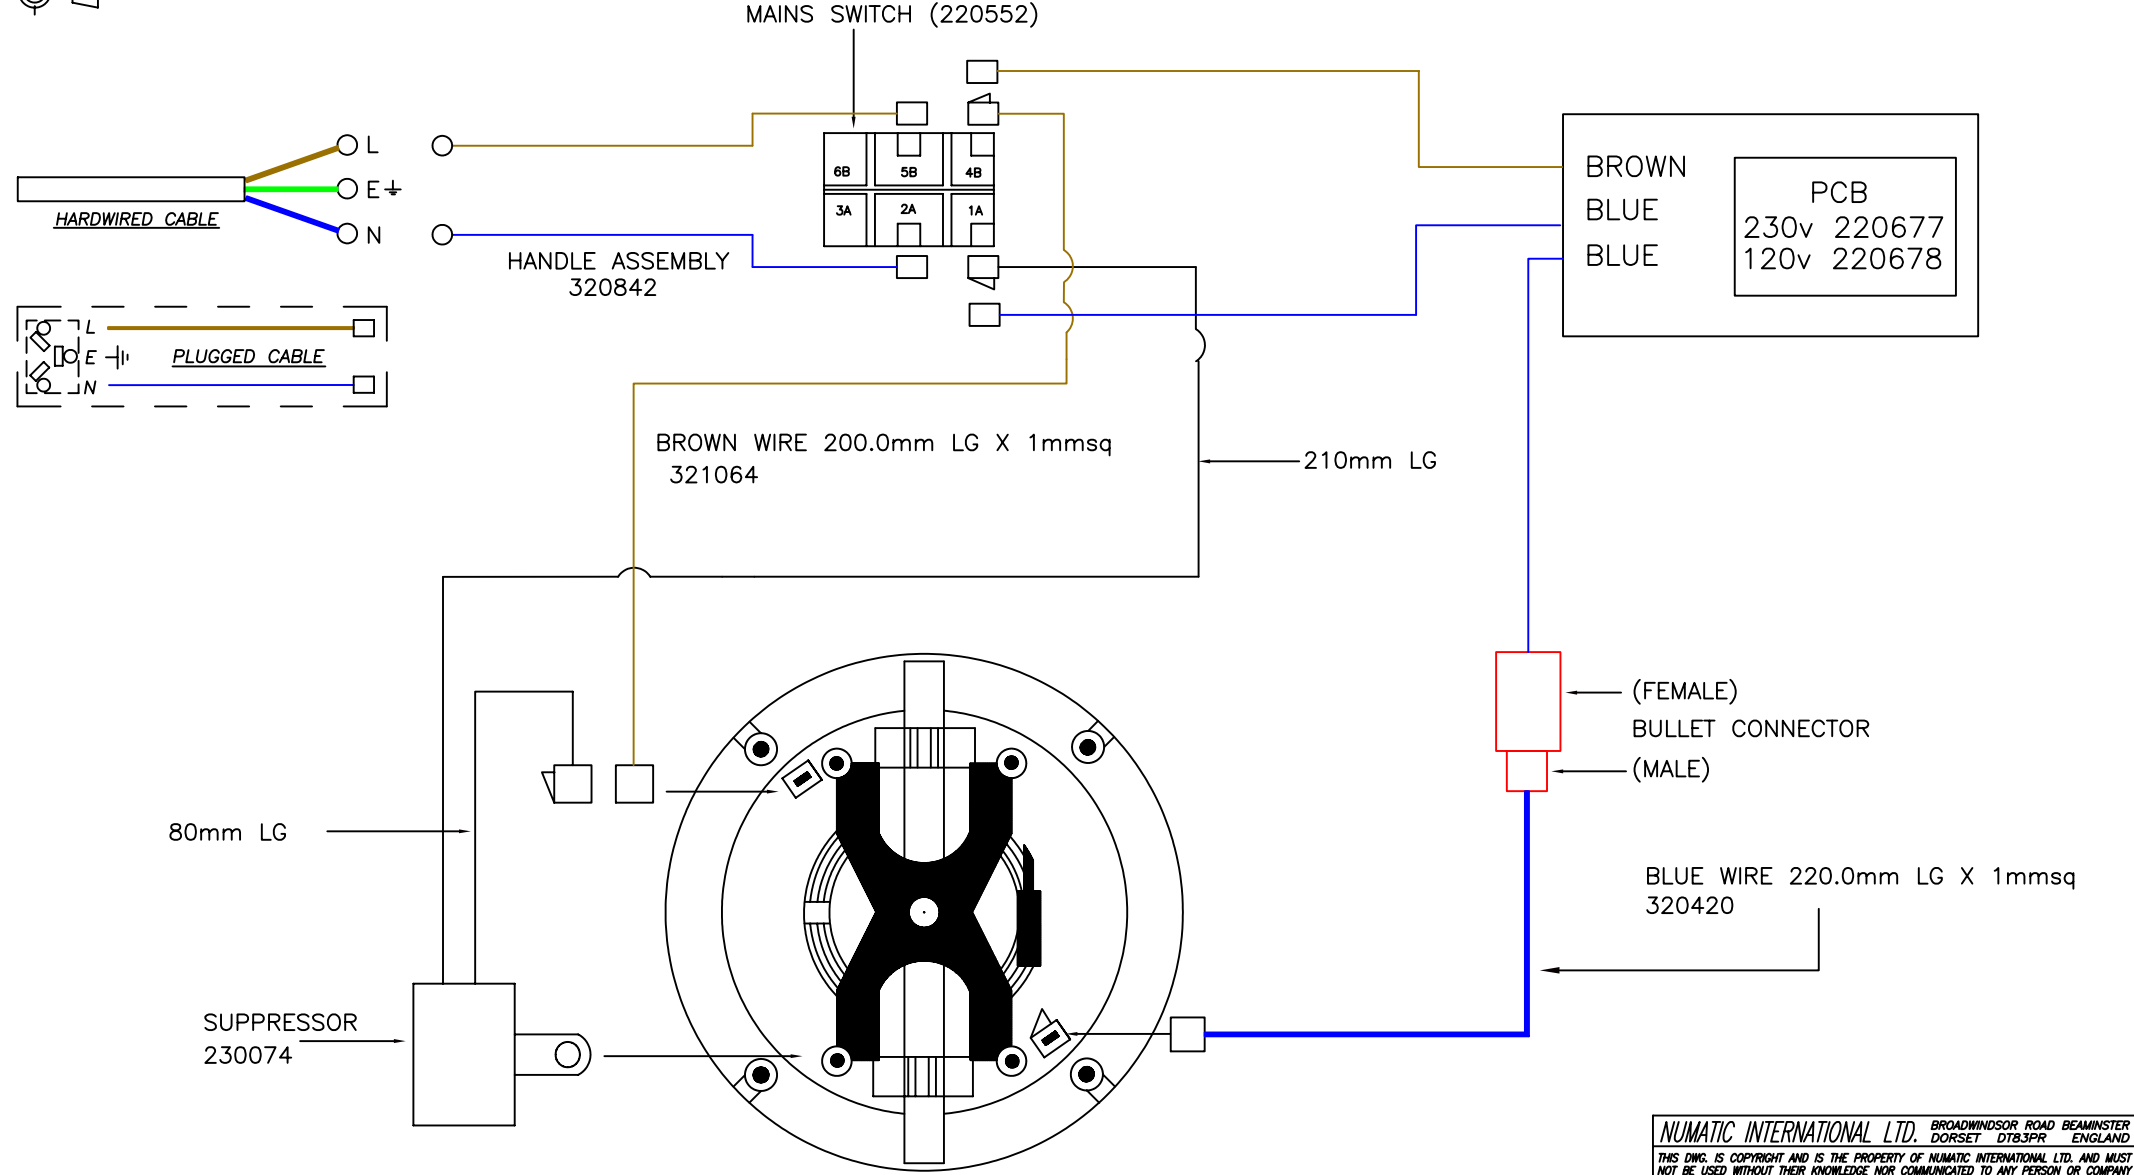 MAINS SWITCH (220552)
L
E
N
HARDWIRED CABLE
HANDLE ASSEMBLY
320842
6B
5B
4B
3A
2A
1A
BROWN
BLUE
BLUE
PCB
230v 220677
120v 220678
L
E
N
PLUGGED CABLE
BROWN WIRE 200.0mm LG X 1mmsq
321064
210mm LG
(FEMALE)
BULLET CONNECTOR
(MALE)
80mm LG
BLUE WIRE 220.0mm LG X 1mmsq
320420
SUPPRESSOR
230074
NUMATIC INTERNATIONAL LTD.
BROADWINDSOR ROAD BEAMINSTER
DORSET DT83PR ENGLAND
THIS DWG. IS COPYRIGHT AND IS THE PROPERTY OF NUMATIC INTERNATIONAL LTD. AND MUST
NOT BE USED WITHOUT THEIR KNOWLEDGE NOR COMMUNICATED TO ANY PERSON OR COMPANY